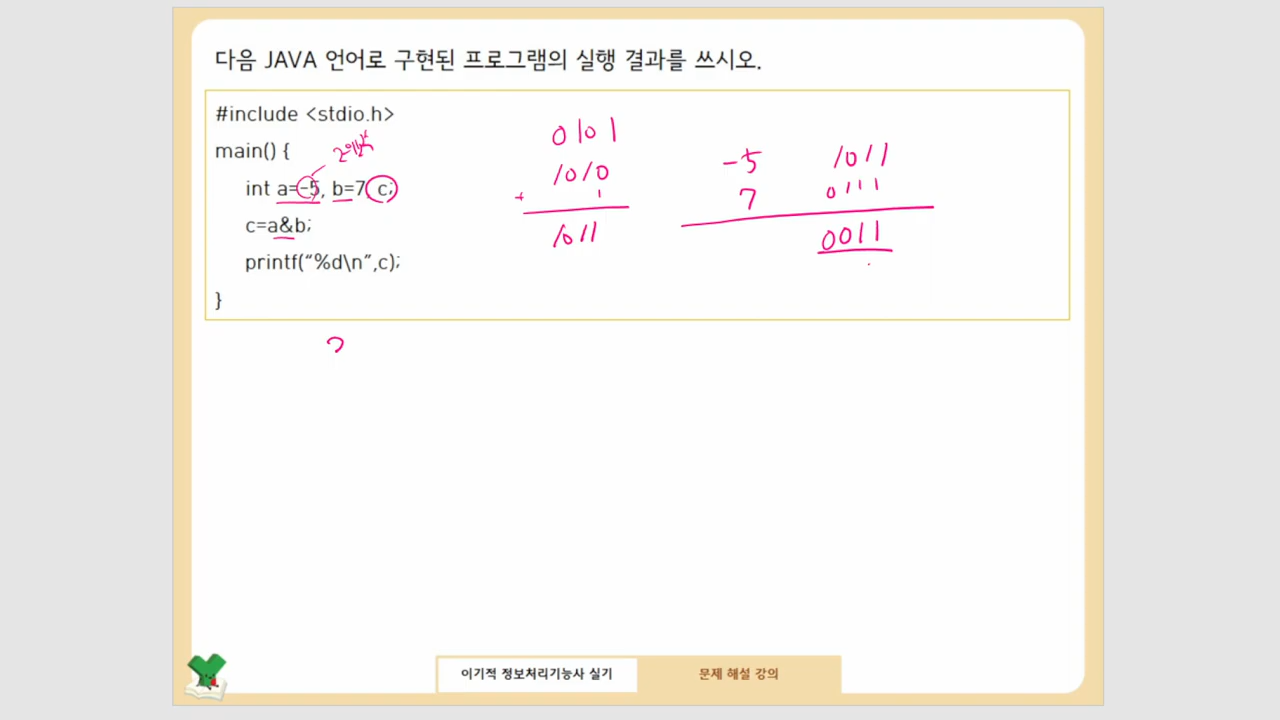 다음 JAVA 언어로 구현된 프로그램의 실행 결과를 쓰시오.
#include <stdio.h>
main() {
int a=-5, b=7, c;
c=a&b;
printf("%d\n",c);
}
0101
1010
+ 1
1011
-5 1011
7 0111
0011
이기적 정보처리기능사 실기
문제 해설 강의